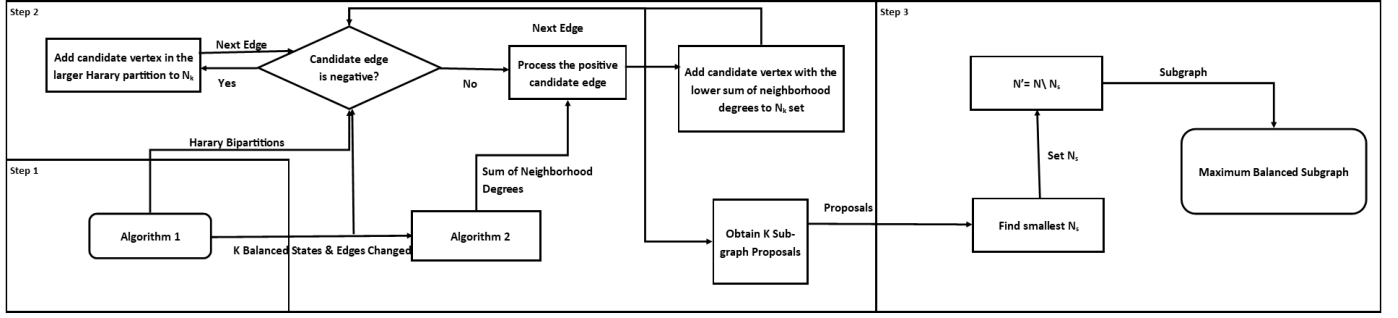 Step 2
Add candidate vertex in the
larger Harary partition to Nk
Next Edge
Yes
Candidate edge
is negative?
No
Next Edge
Process the positive
candidate edge
Add candidate vertex with the
lower sum of neighborhood
degrees to Nk set
Harary Bipartitions
Sum of Neighborhood
Degrees
Step 1
Algorithm 1
K Balanced States & Edges Changed
Algorithm 2
Obtain K Sub-
graph Proposals
Proposals
Step 3
N'= N\ Ns
Subgraph
Set Ns
Find smallest Ns
Maximum Balanced Subgraph